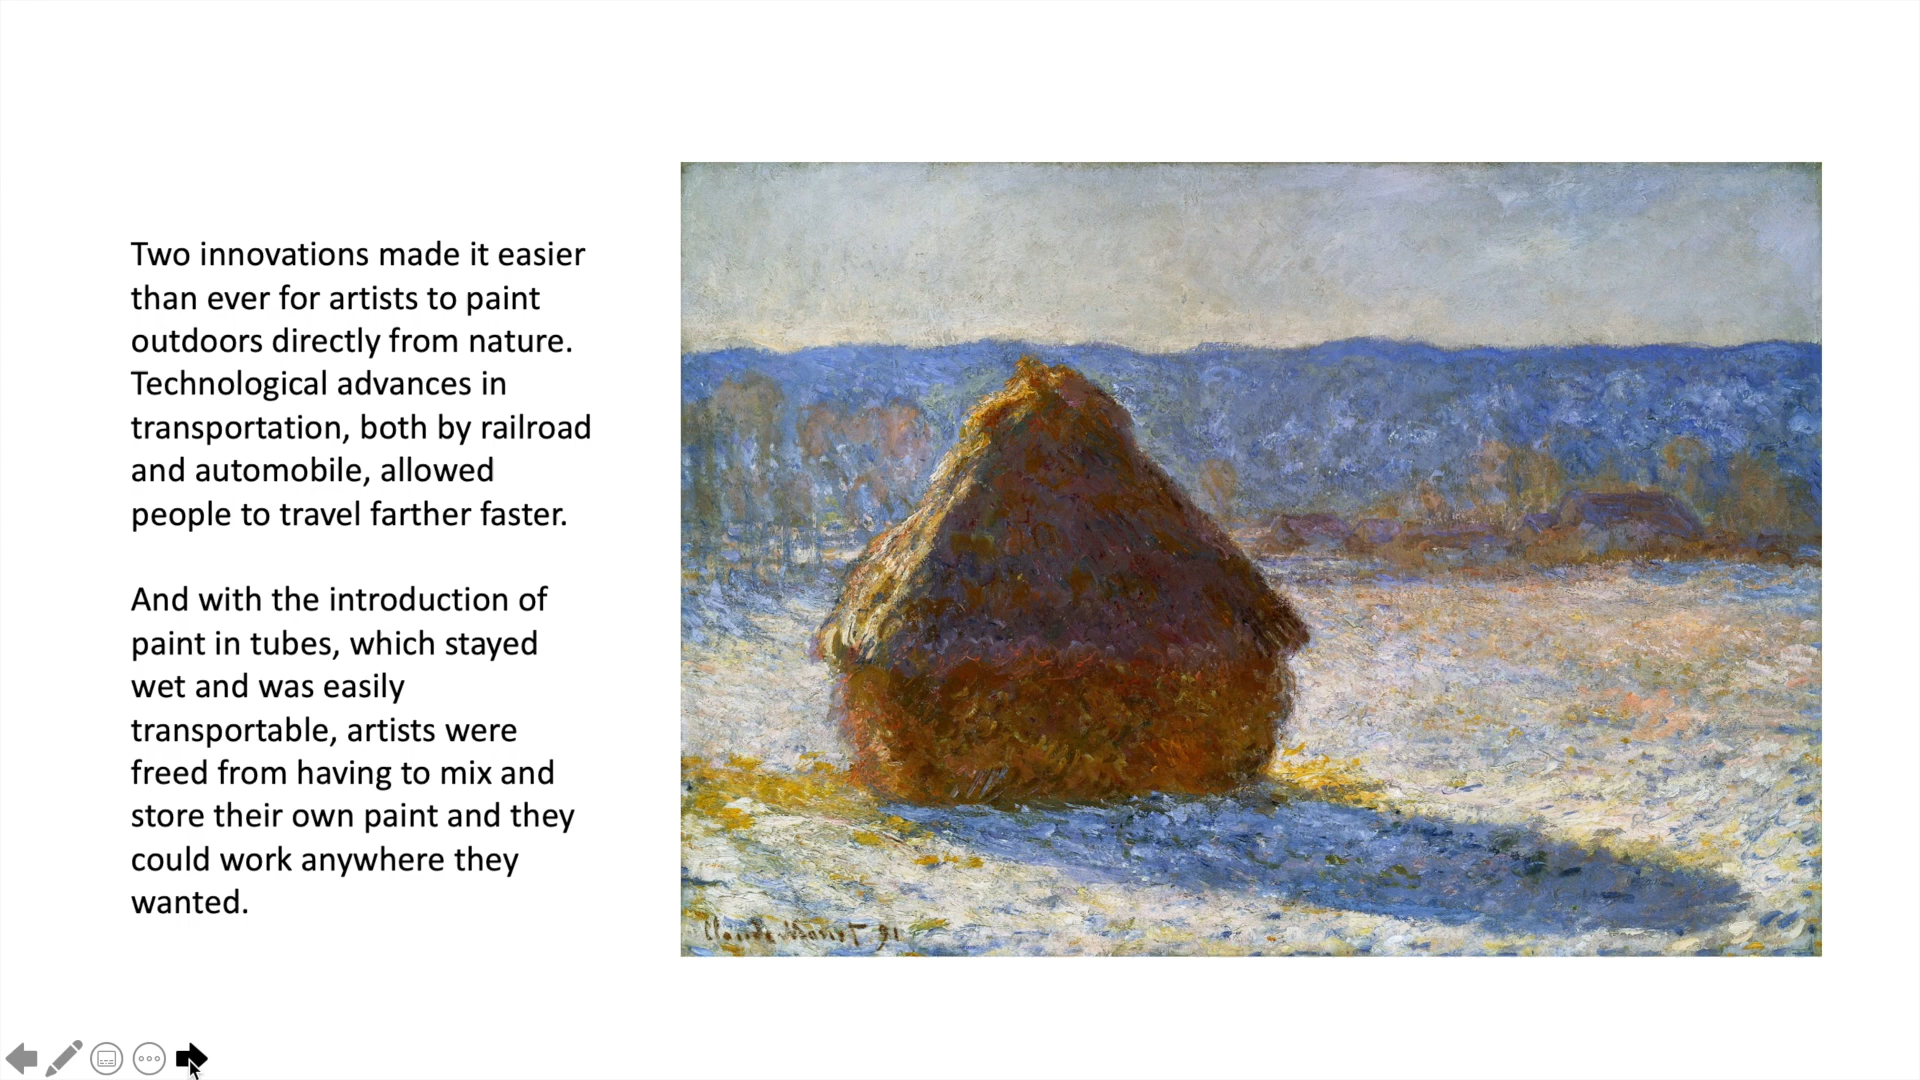 Two innovations made it easier
than ever for artists to paint
outdoors directly from nature.
Technological advances in
transportation, both by railroad
and automobile, allowed
people to travel farther faster.
And with the introduction of
paint in tubes, which stayed
wet and was easily
transportable, artists were
freed from having to mix and
store their own paint and they
could work anywhere they
wanted.
Claude Monet 91